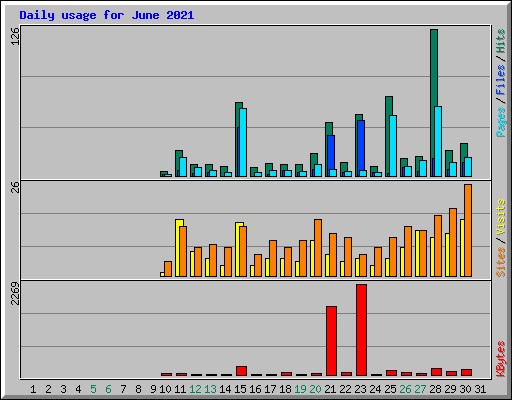 Daily usage for June 2021
126
Pages / Files / Hits
26
Sites / Visits
2269
KBytes
1 2 3 4 5 6 7 8 9 10 11 12 13 14 15 16 17 18 19 20 21 22 23 24 25 26 27 28 29 30 31